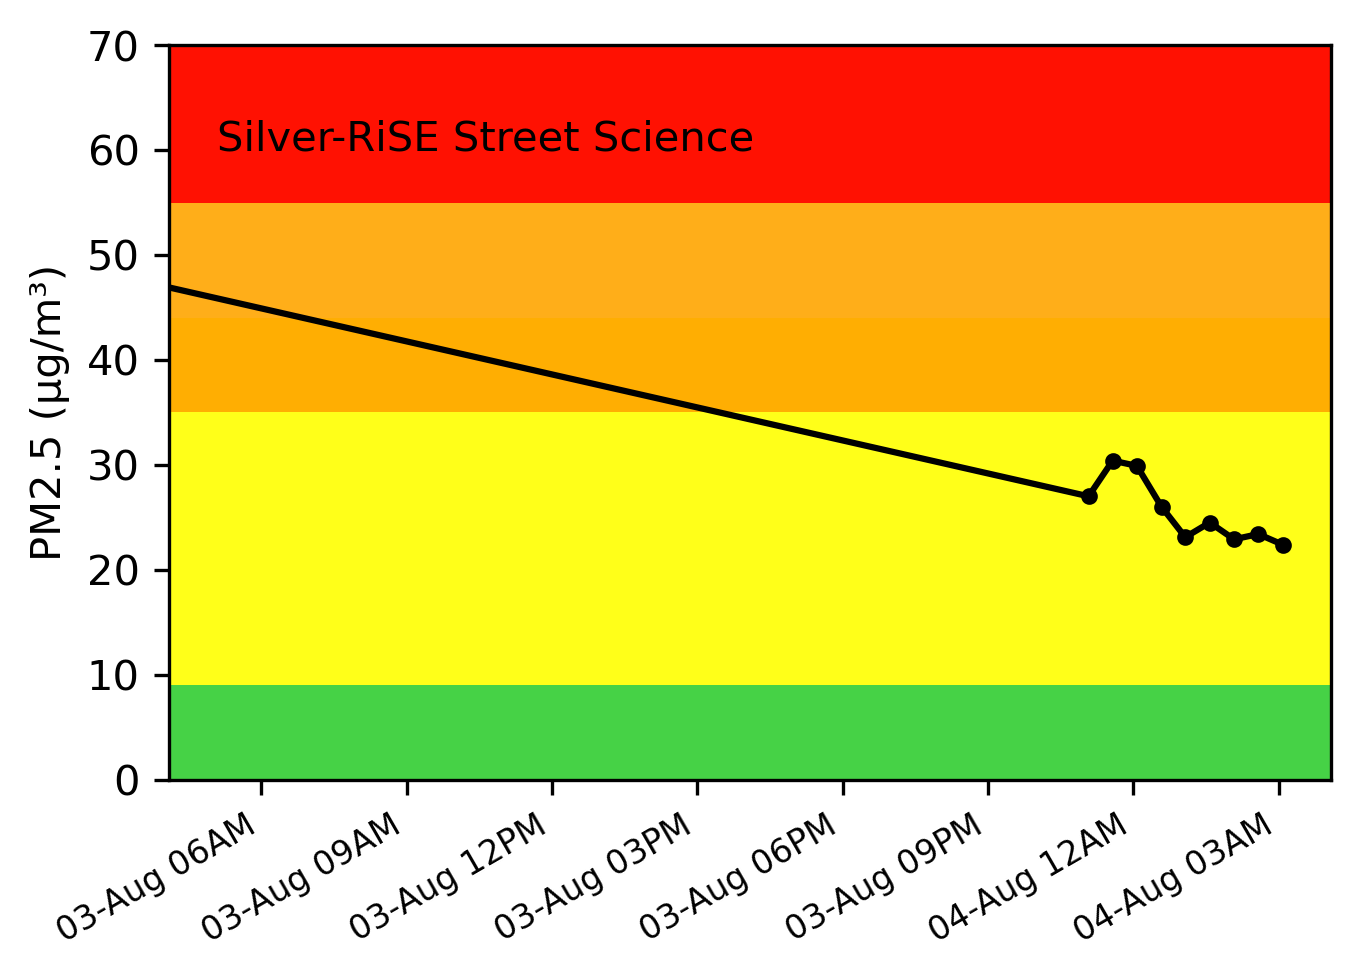 Silver-RiSE Street Science
PM2.5 (µg/m³)
70
60
50
40
30
20
10
0
03-Aug 06AM
03-Aug 09AM
03-Aug 12PM
03-Aug 03PM
03-Aug 06PM
03-Aug 09PM
04-Aug 12AM
04-Aug 03AM